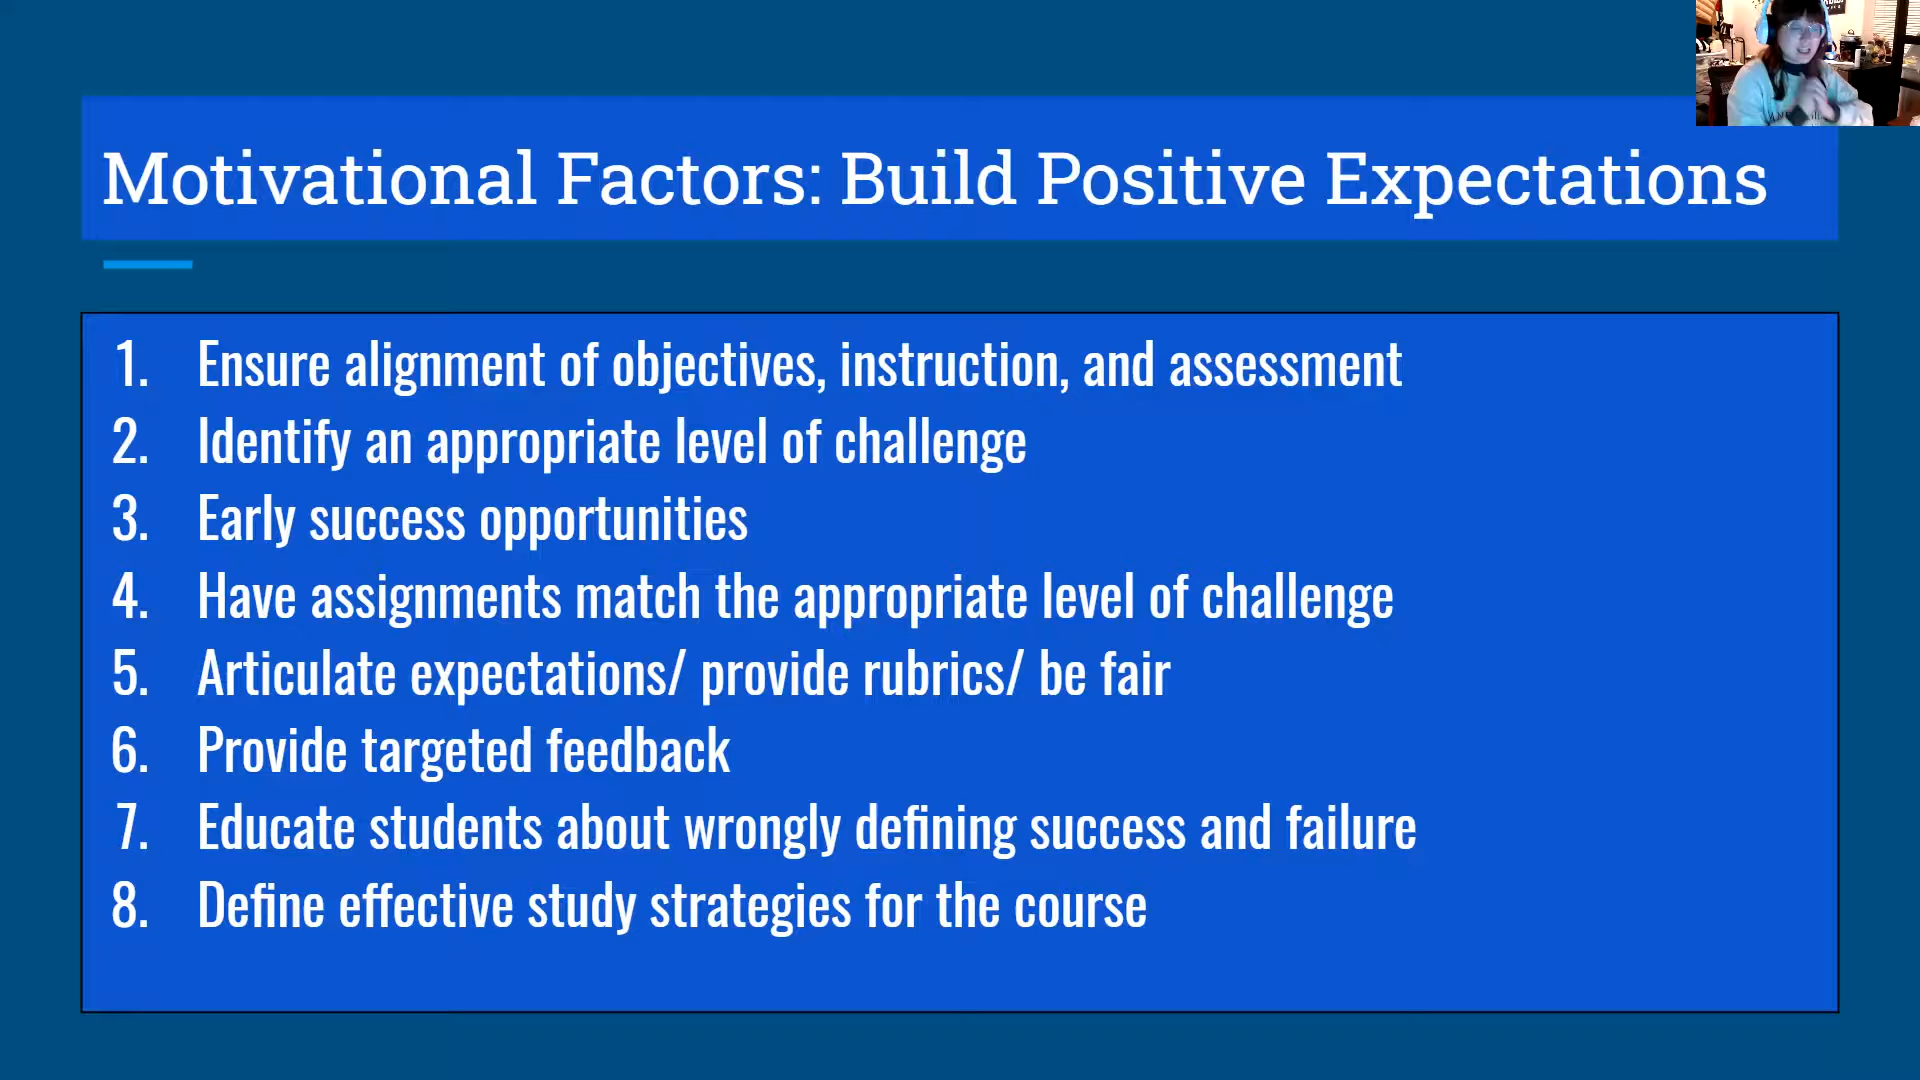 Motivational Factors: Build Positive Expectations
1. Ensure alignment of objectives, instruction, and assessment
2. Identify an appropriate level of challenge
3. Early success opportunities
4. Have assignments match the appropriate level of challenge
5. Articulate expectations/ provide rubrics/ be fair
6. Provide targeted feedback
7. Educate students about wrongly defining success and failure
8. Define effective study strategies for the course